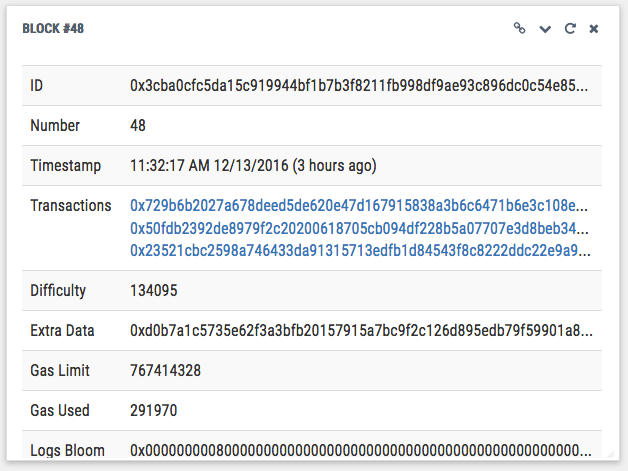 BLOCK #48
ID 0x3cba0cfc5da15c919944bf1b7b3f8211fb998df9ae93c896dc0c54e85...
Number 48
Timestamp 11:32:17 AM 12/13/2016 (3 hours ago)
Transactions 0x729b6b2027a678deed5de620e47d167915838a3b6c6471b6e3c108e...
0x50fdb2392de8979f2c20200618705cb094df228b5a07707e3d8beb34...
0x23521cbc2598a746433da91315713edfb1d84543f8c8222ddc22e9a9...
Difficulty 134095
Extra Data 0xd0b7a1c5735e62f3a3bfb20157915a7bc9f2c126d895edb79f59901a8...
Gas Limit 767414328
Gas Used 291970
Logs Bloom 0x0000000008000000000000000000000000000000000000000000000000...